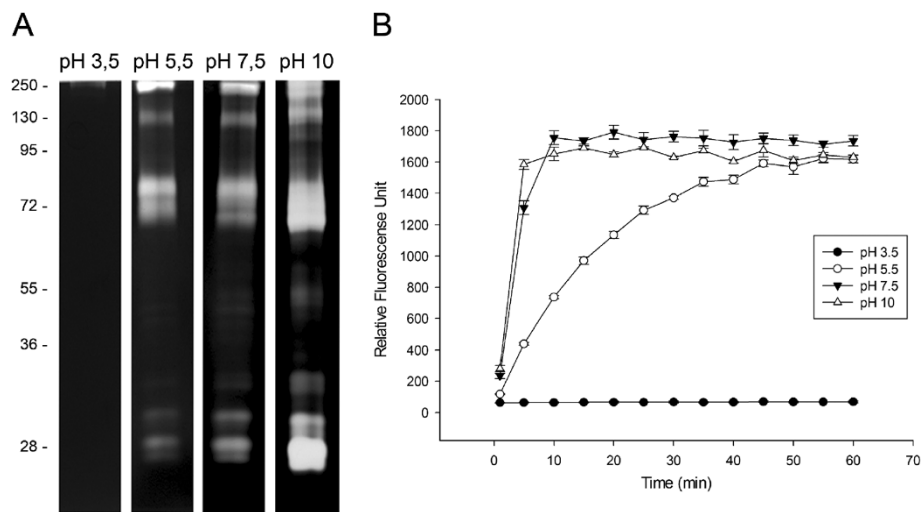 A
pH 3,5 pH 5,5 pH 7,5 pH 10
250 -
130 -
95 -
72 -
55 -
36 -
28 -
B
2000
1800
1600
1400
1200
1000
800
600
400
200
0
Relative Fluorescense Unit
0 10 20 30 40 50 60 70
Time (min)
pH 3.5
pH 5.5
pH 7.5
pH 10